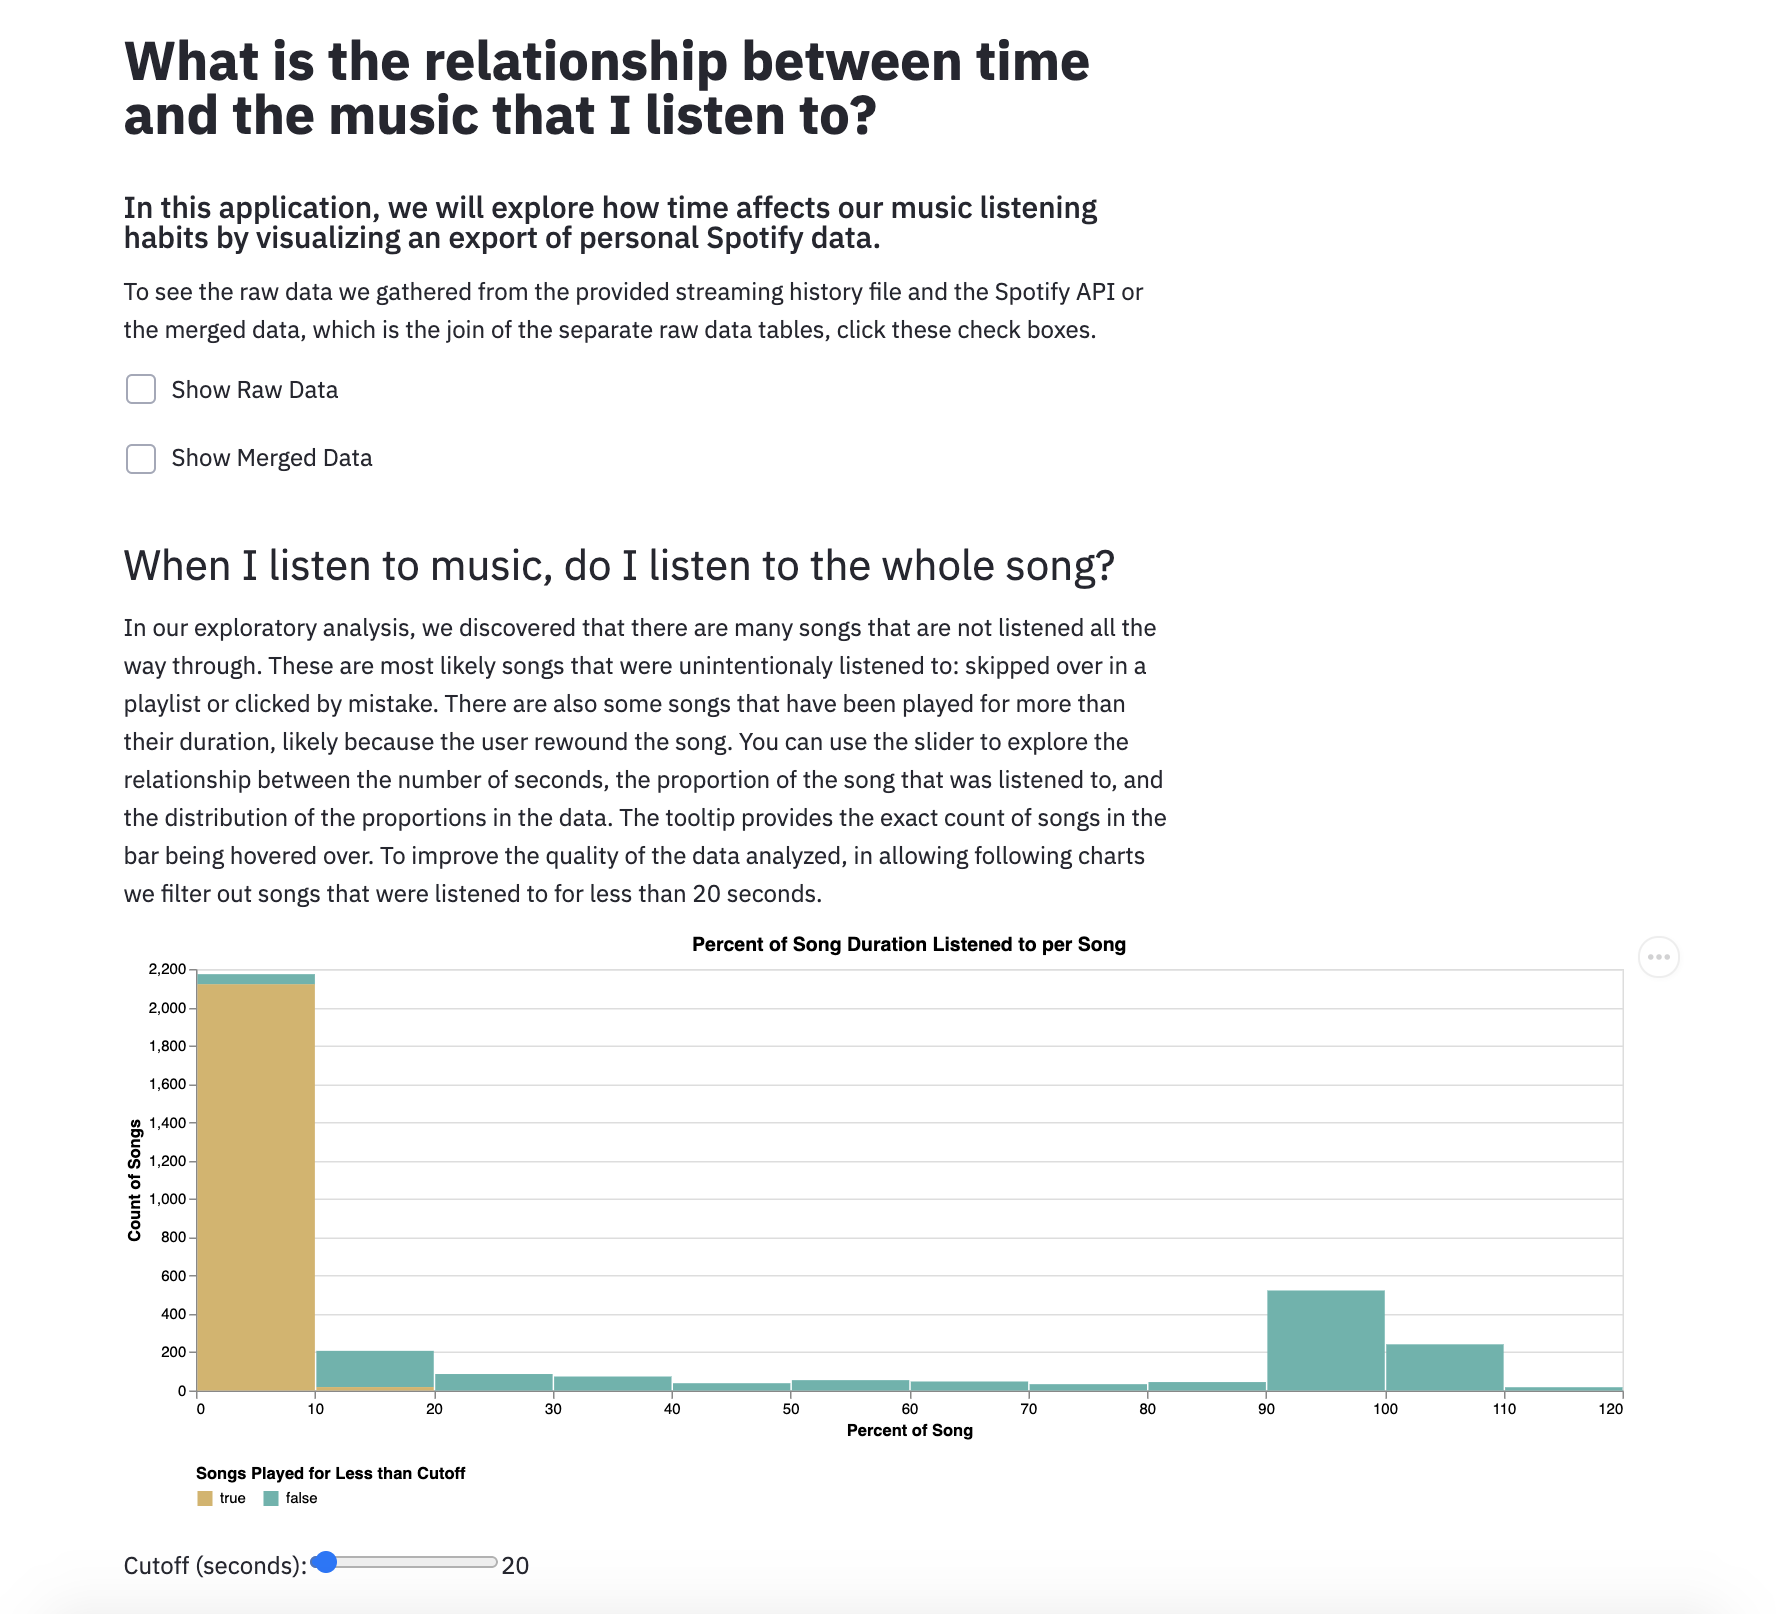 What is the relationship between time
and the music that I listen to?
In this application, we will explore how time affects our music listening
habits by visualizing an export of personal Spotify data.
To see the raw data we gathered from the provided streaming history file and the Spotify API or
the merged data, which is the join of the separate raw data tables, click these check boxes.
Show Raw Data
Show Merged Data
When I listen to music, do I listen to the whole song?
In our exploratory analysis, we discovered that there are many songs that are not listened all the
way through. These are most likely songs that were unintentionaly listened to: skipped over in a
playlist or clicked by mistake. There are also some songs that have been played for more than
their duration, likely because the user rewound the song. You can use the slider to explore the
relationship between the number of seconds, the proportion of the song that was listened to, and
the distribution of the proportions in the data. The tooltip provides the exact count of songs in the
bar being hovered over. To improve the quality of the data analyzed, in allowing following charts
we filter out songs that were listened to for less than 20 seconds.
Percent of Song Duration Listened to per Song
Count of Songs
2,200
2,000
1,800
1,600
1,400
1,200
1,000
800
600
400
200
0
0 10 20 30 40 50 60 70 80 90 100 110 120
Percent of Song
Songs Played for Less than Cutoff
true false
Cutoff (seconds): 20